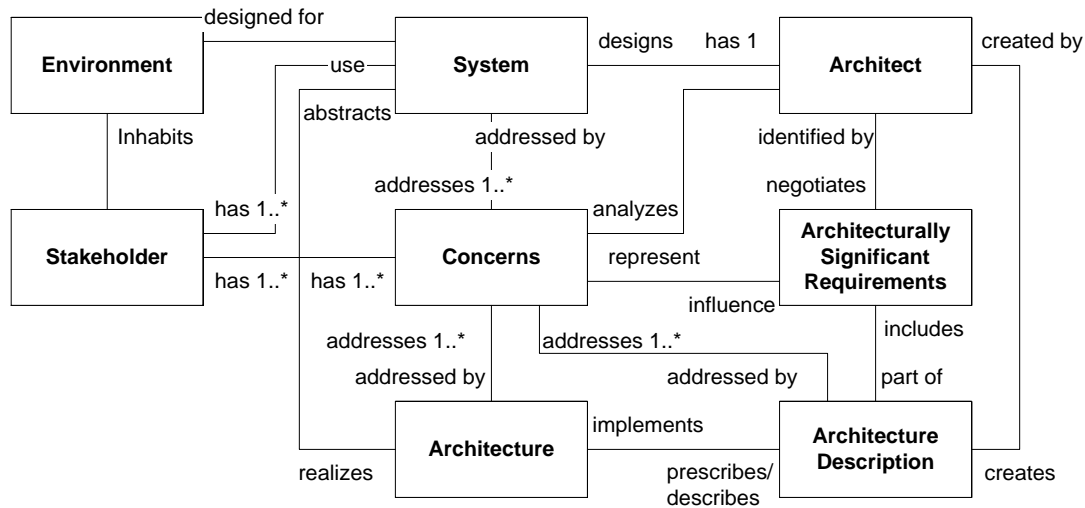 designed for
Environment
use
System
designs
has 1
Architect
created by
abstracts
Inhabits
addressed by
identified by
addresses 1..*
negotiates
has 1..*
analyzes
Stakeholder
Concerns
represent
Architecturally
Significant
Requirements
has 1..*
has 1..*
influence
addresses 1..*
addresses 1..*
includes
addressed by
addressed by
part of
implements
Architecture
Architecture
Description
realizes
prescribes/
describes
creates